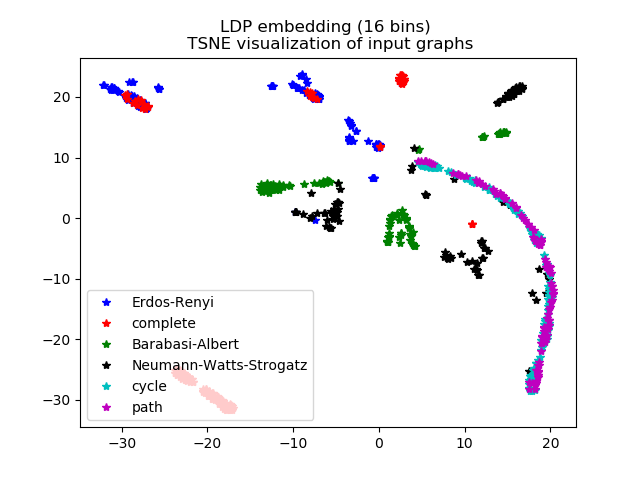 LDP embedding (16 bins)
TSNE visualization of input graphs
20
10
0
−10
−20
−30
Erdos-Renyi
complete
Barabasi-Albert
Neumann-Watts-Strogatz
cycle
path
−30
−20
−10
0
10
20